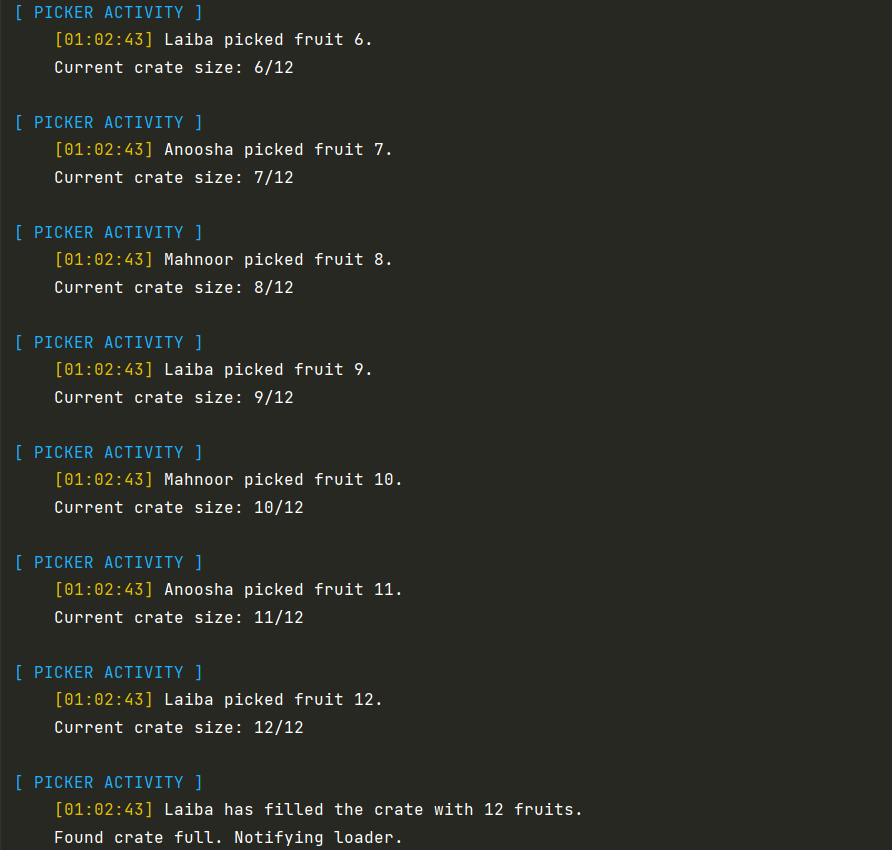 [ PICKER ACTIVITY ]
[01:02:43] Laiba picked fruit 6.
Current crate size: 6/12
[ PICKER ACTIVITY ]
[01:02:43] Anoosha picked fruit 7.
Current crate size: 7/12
[ PICKER ACTIVITY ]
[01:02:43] Mahnoor picked fruit 8.
Current crate size: 8/12
[ PICKER ACTIVITY ]
[01:02:43] Laiba picked fruit 9.
Current crate size: 9/12
[ PICKER ACTIVITY ]
[01:02:43] Mahnoor picked fruit 10.
Current crate size: 10/12
[ PICKER ACTIVITY ]
[01:02:43] Anoosha picked fruit 11.
Current crate size: 11/12
[ PICKER ACTIVITY ]
[01:02:43] Laiba picked fruit 12.
Current crate size: 12/12
[ PICKER ACTIVITY ]
[01:02:43] Laiba has filled the crate with 12 fruits.
Found crate full. Notifying loader.